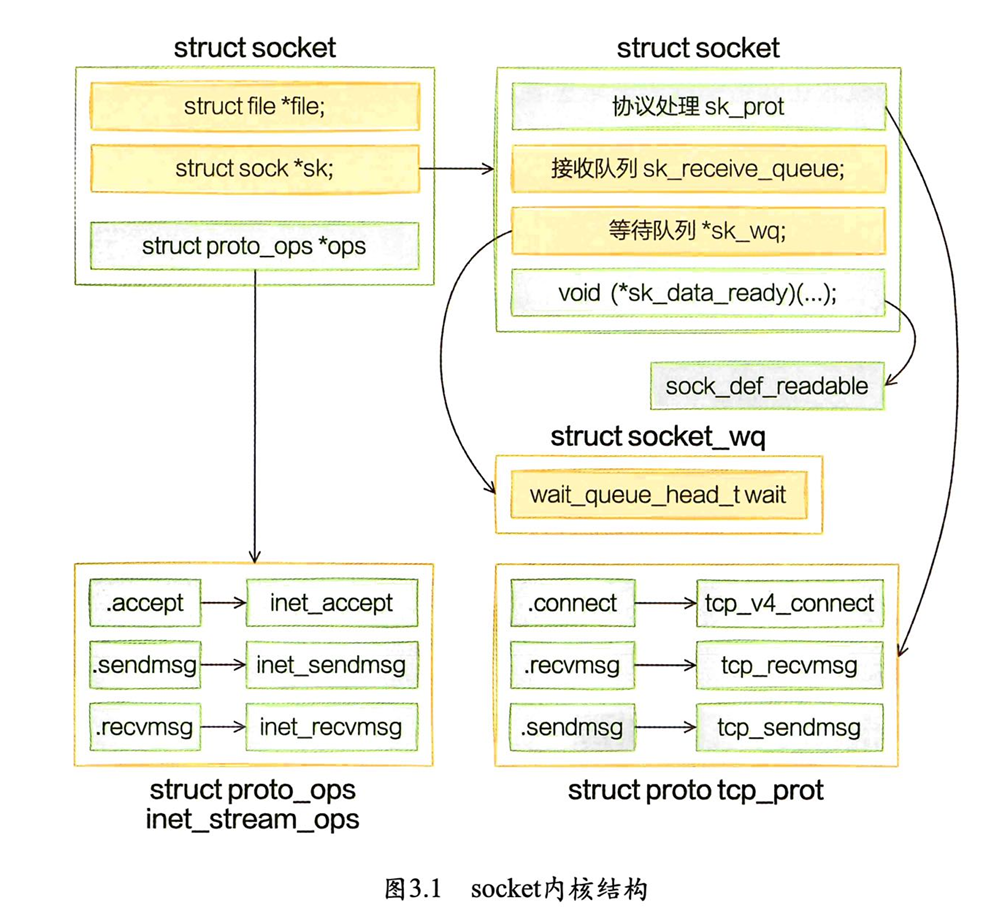 struct socket
struct file *file;
struct sock *sk;
struct proto_ops *ops
struct socket
协议处理 sk_prot
接收队列 sk_receive_queue;
等待队列 *sk_wq;
void (*sk_data_ready)(...);
sock_def_readable
struct socket_wq
wait_queue_head_t wait
.accept
inet_accept
.sendmsg
inet_sendmsg
.recvmsg
inet_recvmsg
struct proto_ops
inet_stream_ops
.connect
tcp_v4_connect
.recvmsg
tcp_recvmsg
.sendmsg
tcp_sendmsg
struct proto tcp_prot
图3.1 socket内核结构